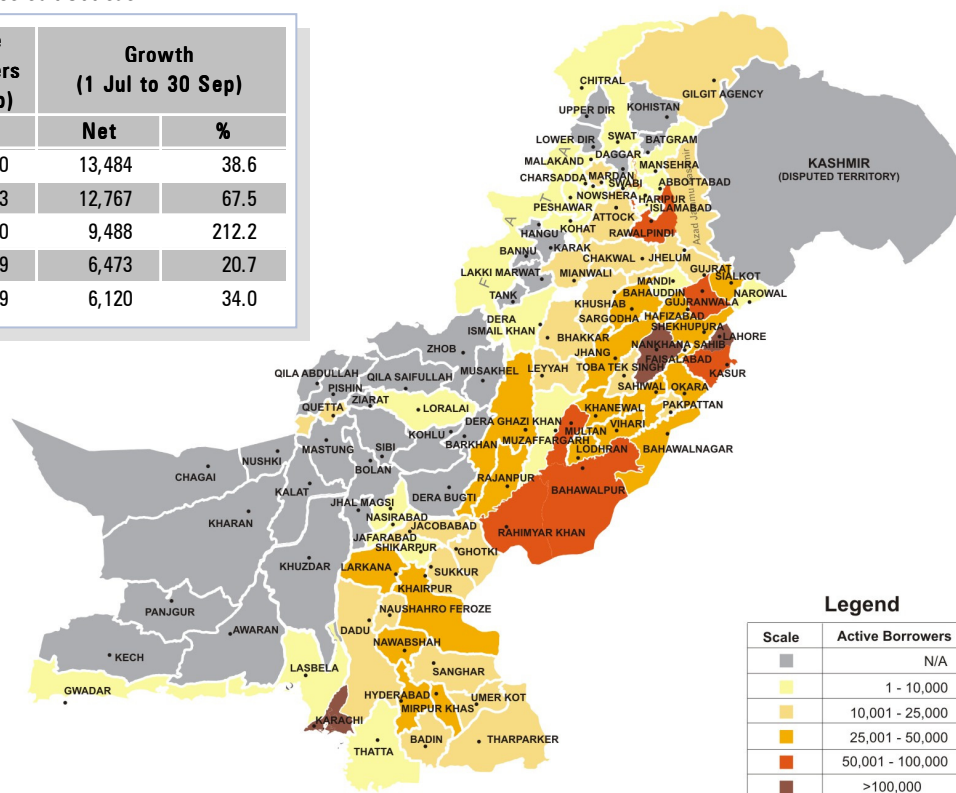 Growth
(1 Jul to 30 Sep)
Net %
0 13,484 38.6
3 12,767 67.5
0 9,488 212.2
9 6,473 20.7
9 6,120 34.0
CHITRAL
GILGIT AGENCY
UPPER DIR
KOHISTAN
LOWER DIR
SWAT
BATGRAM
DAGGAR
MALAKAND
MANSEHRA
KASHMIR
(DISPUTED TERRITORY)
CHARSADDA
MARDAN
SWABI
ABBOTTABAD
NOWSHERA
HARIPUR
PESHAWAR
ISLAMABAD
ATTOCK
Azad Jammu Kashmir
F A T A
HANGU
KOHAT
RAWALPINDI
BANNU
KARAK
CHAKWAL
JHELUM
LAKKI MARWAT
MIANWALI
GUJRAT
SIALKOT
MANDI
BAHAUDDIN
TANK
KHUSHAB
GUJRANWALA
NAROWAL
DERA
ISMAIL KHAN
SARGODHA
HAFIZABAD
SHEKHUPURA
BHAKKAR
NANKHANA SAHIB
LAHORE
ZHOB
JHANG
FAISALABAD
QILA ABDULLAH
QILA SAIFULLAH
MUSAKHEL
LEYYAH
TOBA TEK SINGH
KASUR
PISHIN
SAHIWAL
OKARA
ZIARAT
QUETTA
LORALAI
DERA GHAZI KHAN
KHANEWAL
PAKPATTAN
KOHLU
BARKHAN
MUZAFFARGARH
MULTAN
VIHARI
MASTUNG
SIBI
LODHRAN
BAHAWALNAGAR
NUSHKI
BOLAN
CHAGAI
RAJANPUR
KALAT
DERA BUGTI
BAHAWALPUR
JHAL MAGSI
KHARAN
NASIRABAD
JACOBABAD
RAHIMYAR KHAN
JAFARABAD
SHIKARPUR
GHOTKI
KHUZDAR
LARKANA
SUKKUR
KHAIRPUR
PANJGUR
NAUSHAHRO FEROZE
AWARAN
DADU
NAWABSHAH
KECH
LASBELA
SANGHAR
GWADAR
HYDERABAD
UMER KOT
MIRPUR KHAS
KARACHI
THATTA
BADIN
THARPARKER
Legend
Scale Active Borrowers
N/A
1 - 10,000
10,001 - 25,000
25,001 - 50,000
50,001 - 100,000
>100,000